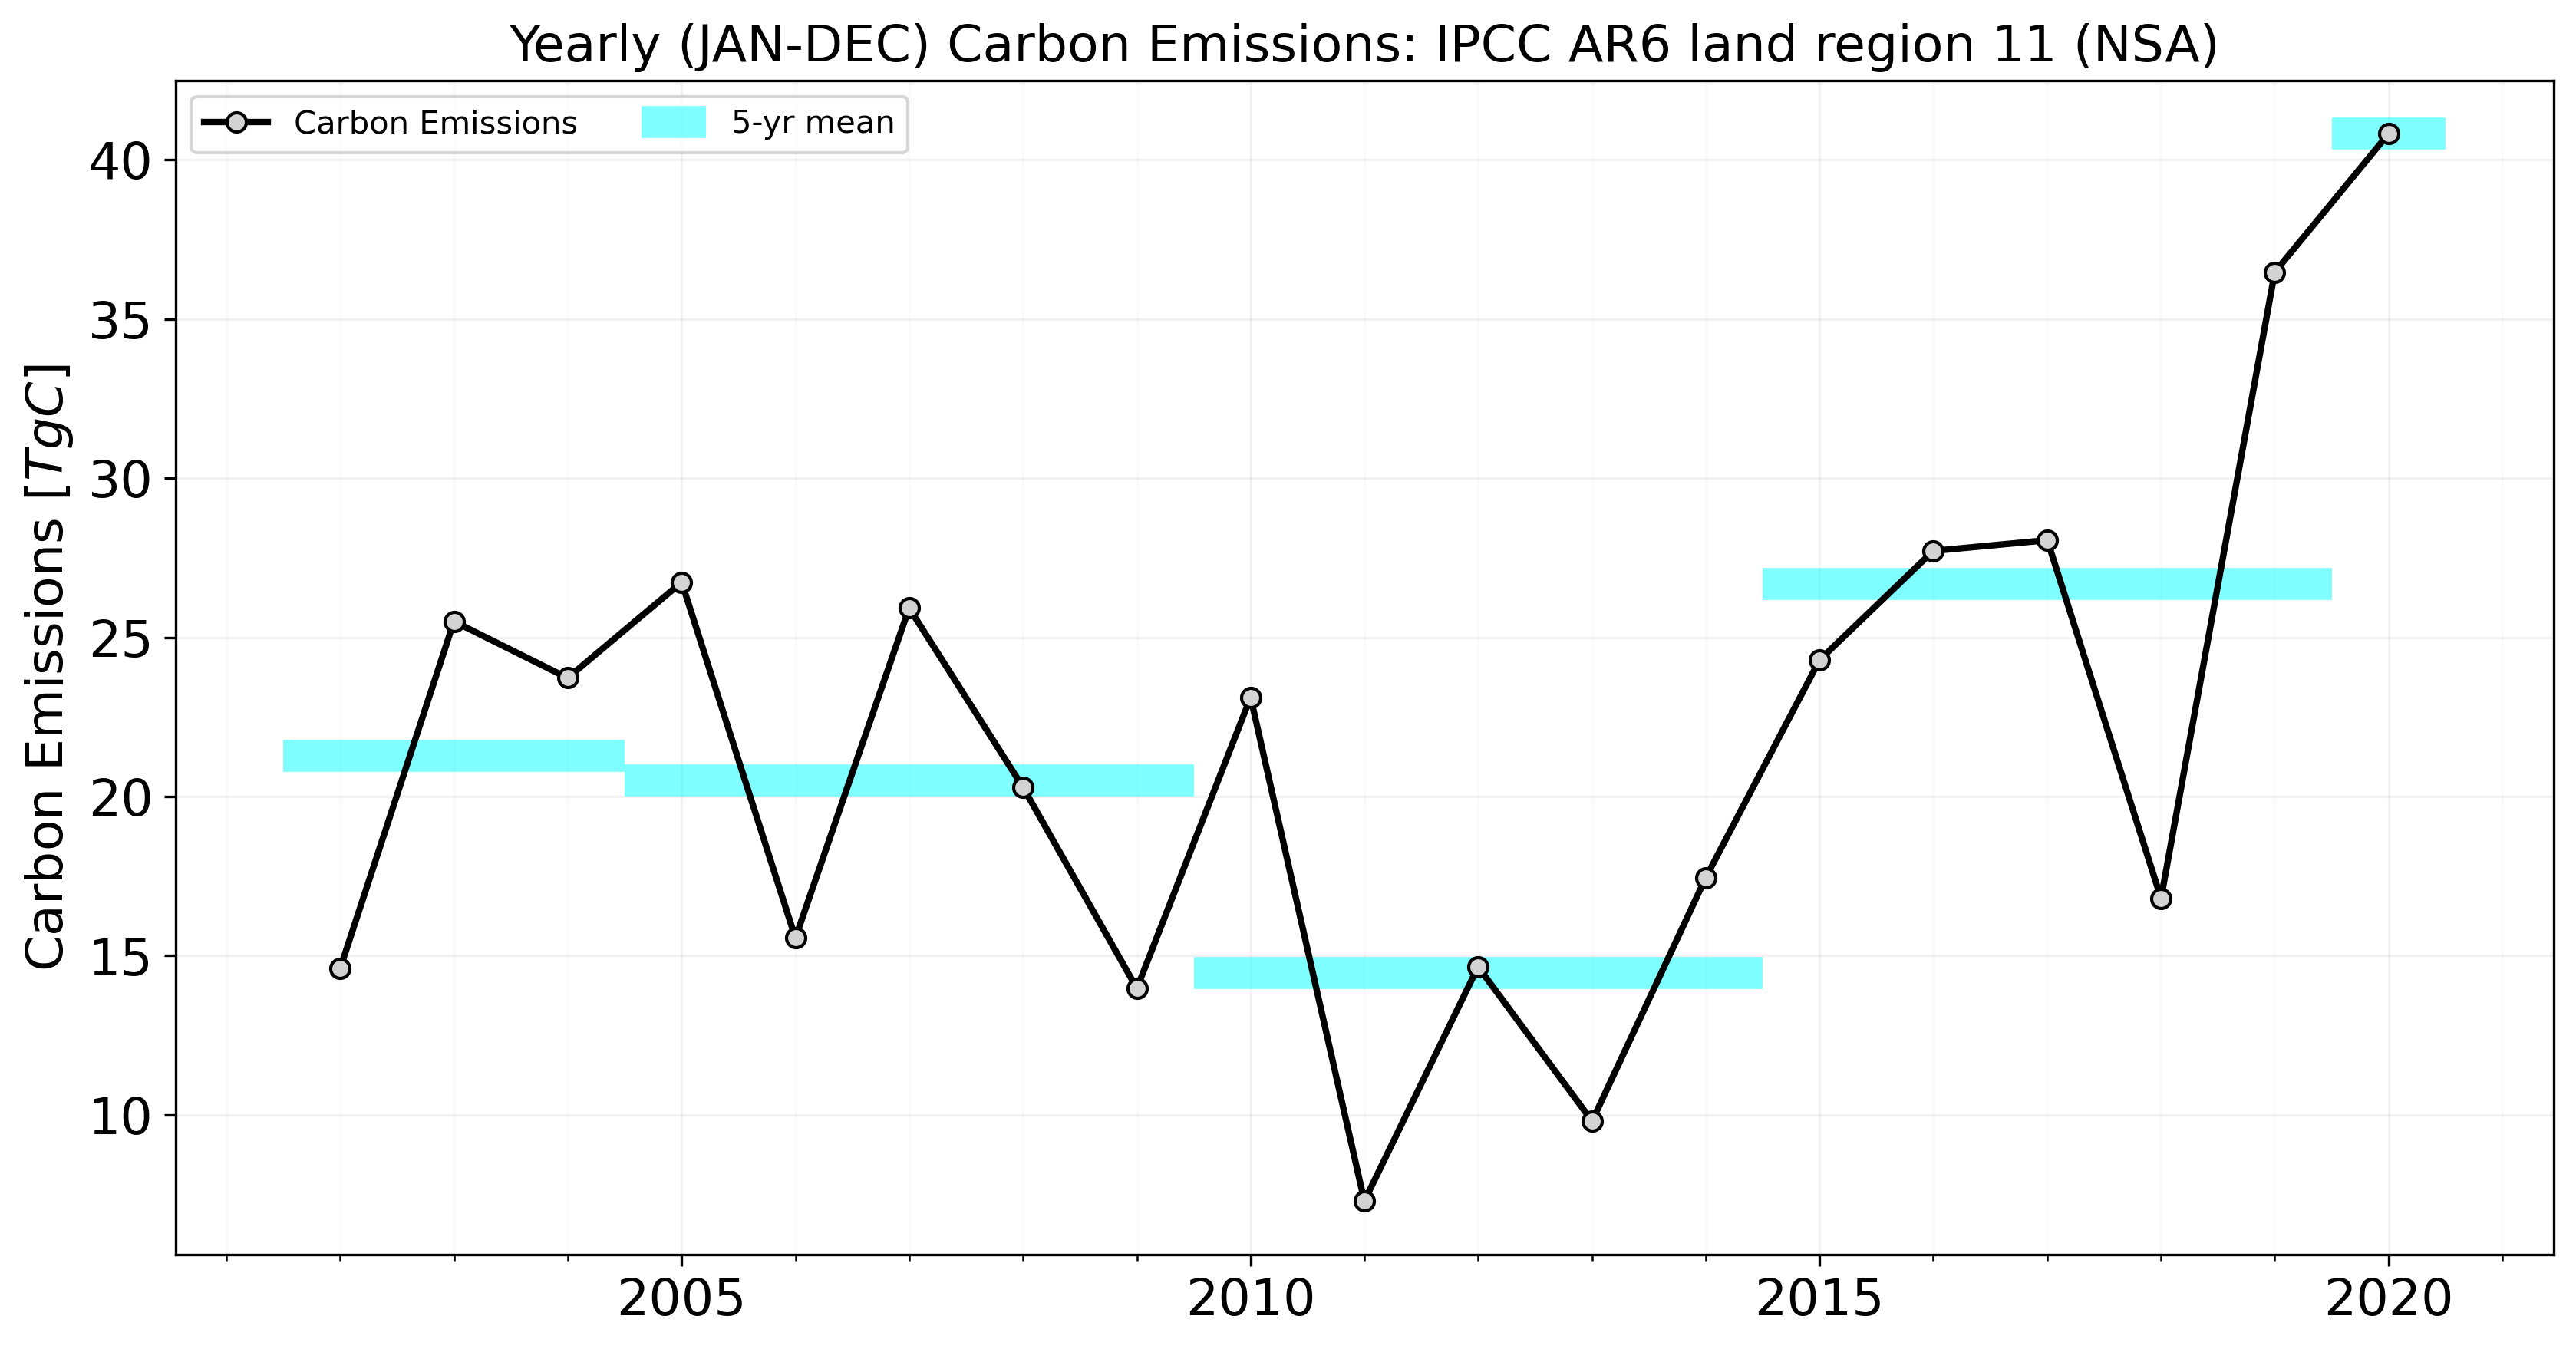 Yearly (JAN-DEC) Carbon Emissions: IPCC AR6 land region 11 (NSA)
Carbon Emissions
5-yr mean
Carbon Emissions [TgC]
40
35
30
25
20
15
10
2005
2010
2015
2020